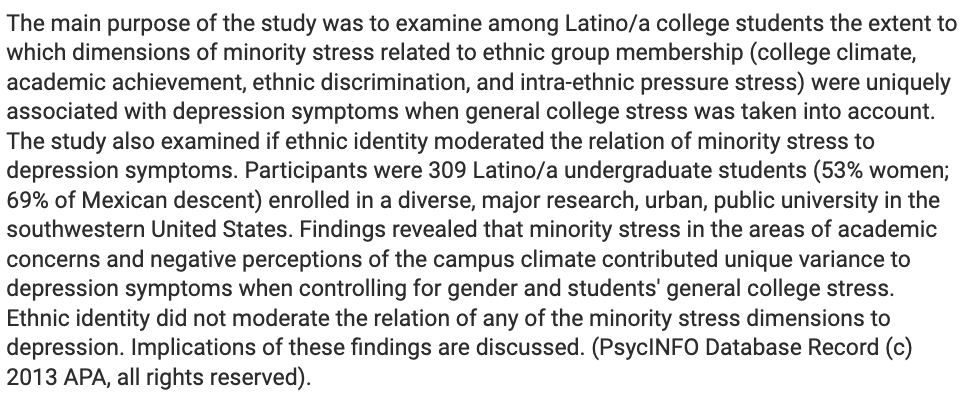 The main purpose of the study was to examine among Latino/a college students the extent to
which dimensions of minority stress related to ethnic group membership (college climate,
academic achievement, ethnic discrimination, and intra-ethnic pressure stress) were uniquely
associated with depression symptoms when general college stress was taken into account.
The study also examined if ethnic identity moderated the relation of minority stress to
depression symptoms. Participants were 309 Latino/a undergraduate students (53% women;
69% of Mexican descent) enrolled in a diverse, major research, urban, public university in the
southwestern United States. Findings revealed that minority stress in the areas of academic
concerns and negative perceptions of the campus climate contributed unique variance to
depression symptoms when controlling for gender and students' general college stress.
Ethnic identity did not moderate the relation of any of the minority stress dimensions to
depression. Implications of these findings are discussed. (PsycINFO Database Record (c)
2013 APA, all rights reserved).